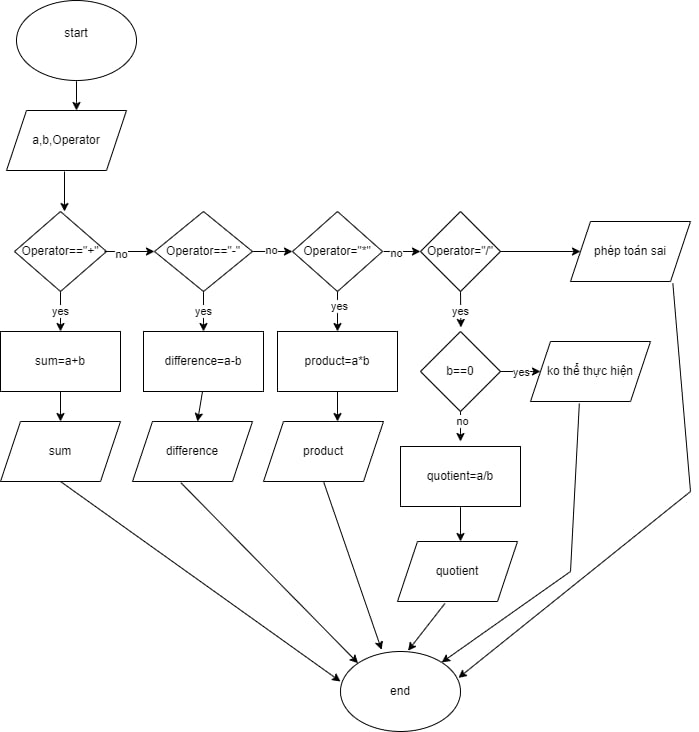 start
a,b,Operator
Operator=="+"
no
Operator=="-"
no
Operator="*"
no
Operator="/"
phép toán sai
yes
yes
yes
yes
sum=a+b
difference=a-b
product=a*b
b==0
yes
ko thể thực hiện
no
sum
difference
product
quotient=a/b
quotient
end